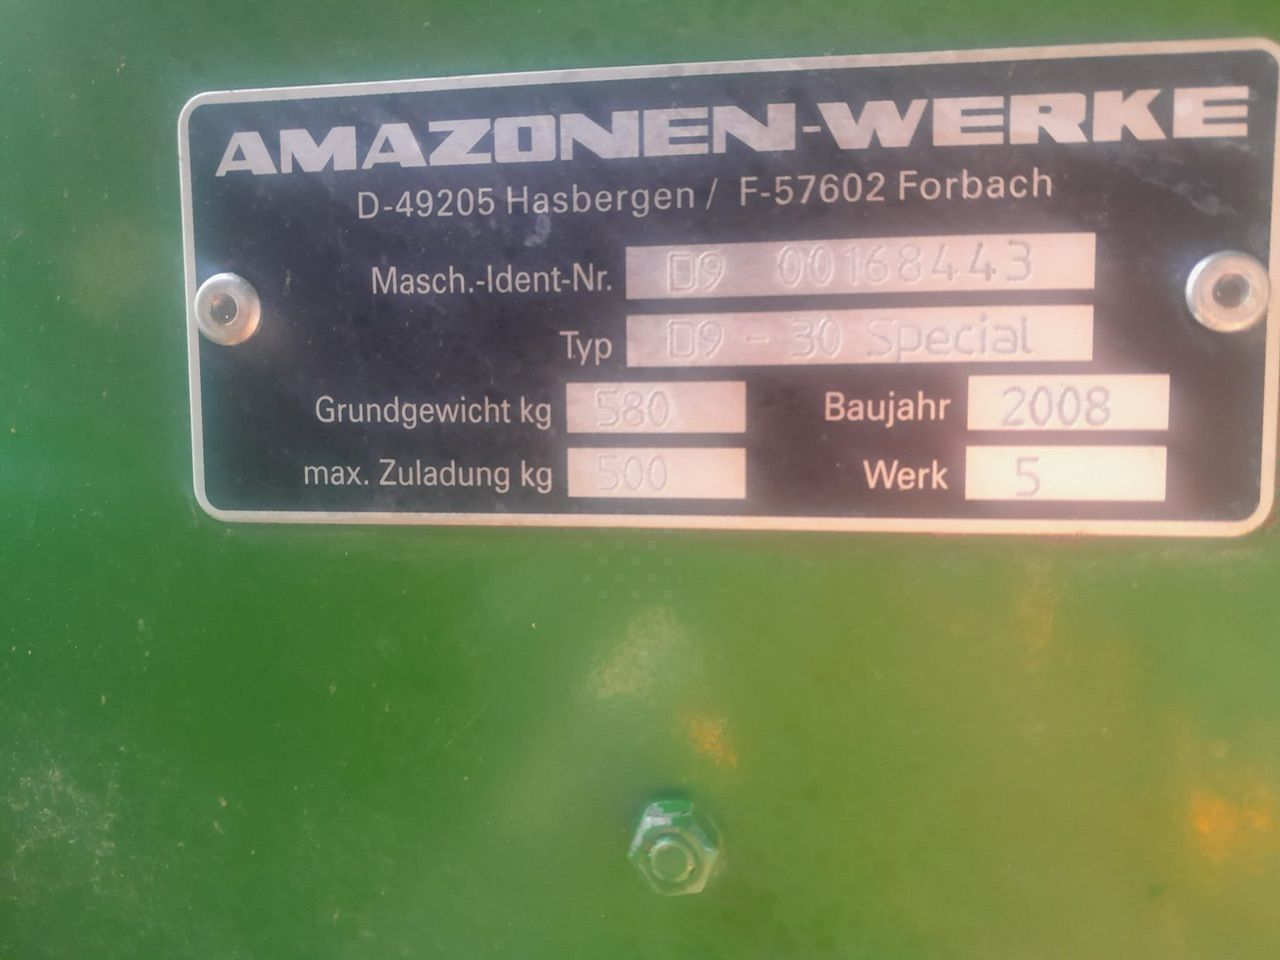 AMAZONEN-WERKE
D-49205 Hasbergen / F-57602 Forbach
Masch.-Ident-Nr. D9 00168443
Typ D9 - 30 Special
Grundgewicht kg 580 Baujahr 2008
max. Zuladung kg 500 Werk 5